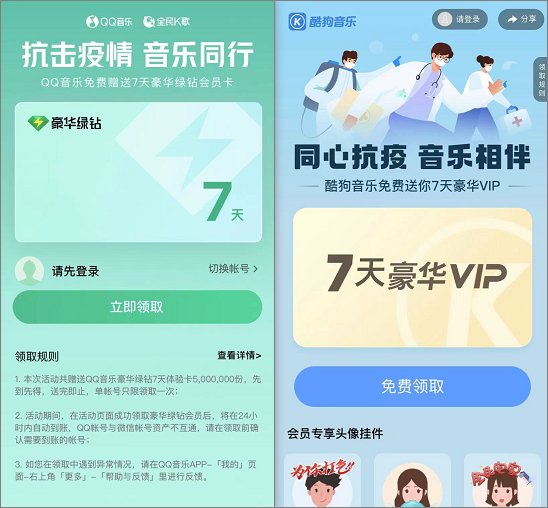 QQ音乐 全民K歌
抗击疫情 音乐同行
QQ音乐免费赠送7天豪华绿钻会员卡
豪华绿钻
7天
请先登录
切换帐号 >
立即领取
领取规则
查看详情>
1. 本次活动共赠送QQ音乐豪华绿钻7天体验卡5,000,000份，先
到先得，送完即止，单帐号只限领取一次；
2. 活动期间，在活动页面成功领取豪华绿钻会员后，将在24小
时内自动到账，QQ帐号与微信帐号资产不互通，请在领取前确
认需要到账的帐号；
3. 如您在领取中遇到异常情况，请在QQ音乐APP-「我的」页
面-右上角「更多」-「帮助与反馈」里进行反馈。
K 酷狗音乐
请登录
分享
领取规则
同心抗疫 音乐相伴
酷狗音乐免费送你7天豪华VIP
7天豪华VIP
免费领取
会员专享头像挂件
为你打气